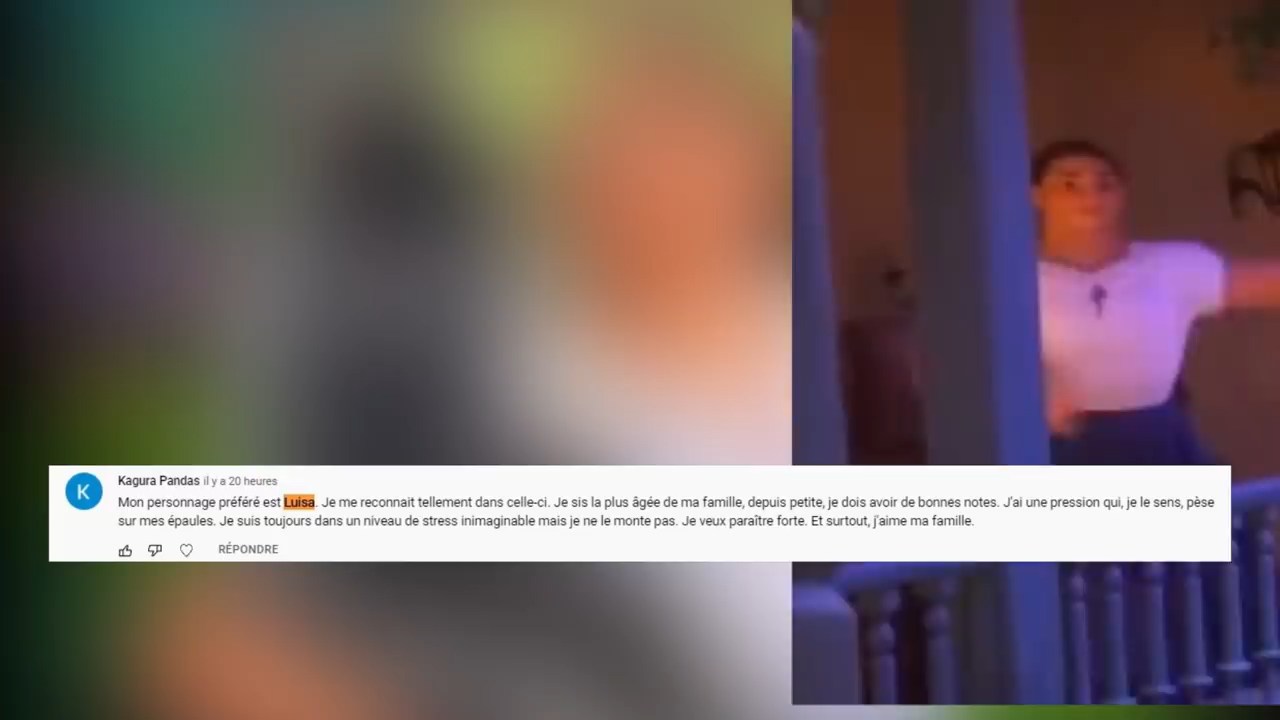 Kagura Pandas il y a 20 heures
Mon personnage préféré est Luisa. Je me reconnait tellement dans celle-ci. Je sis la plus âgée de ma famille, depuis petite, je dois avoir de bonnes notes. J'ai une pression qui, je le sens, pèse
sur mes épaules. Je suis toujours dans un niveau de stress inimaginable mais je ne le monte pas. Je veux paraître forte. Et surtout, j'aime ma famille.
RÉPONDRE
K